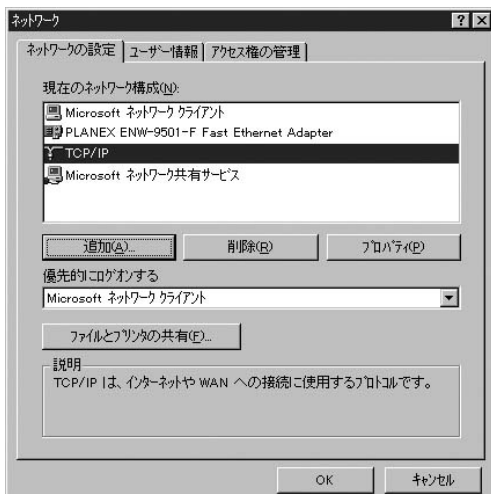 ネットワーク
ネットワークの設定 ユーザー情報 アクセス権の管理
現在のネットワーク構成(N):
Microsoft ネットワーク クライアント
PLANEX ENW-9501-F Fast Ethernet Adapter
TCP/IP
Microsoft ネットワーク共有サービス
追加(A)... 削除(R) プロパティ(P)
優先的にログオンする
Microsoft ネットワーク クライアント
ファイルとプリンタの共有(F)...
説明
TCP/IP は、インターネットや WAN への接続に使用するプロトコルです。
OK キャンセル